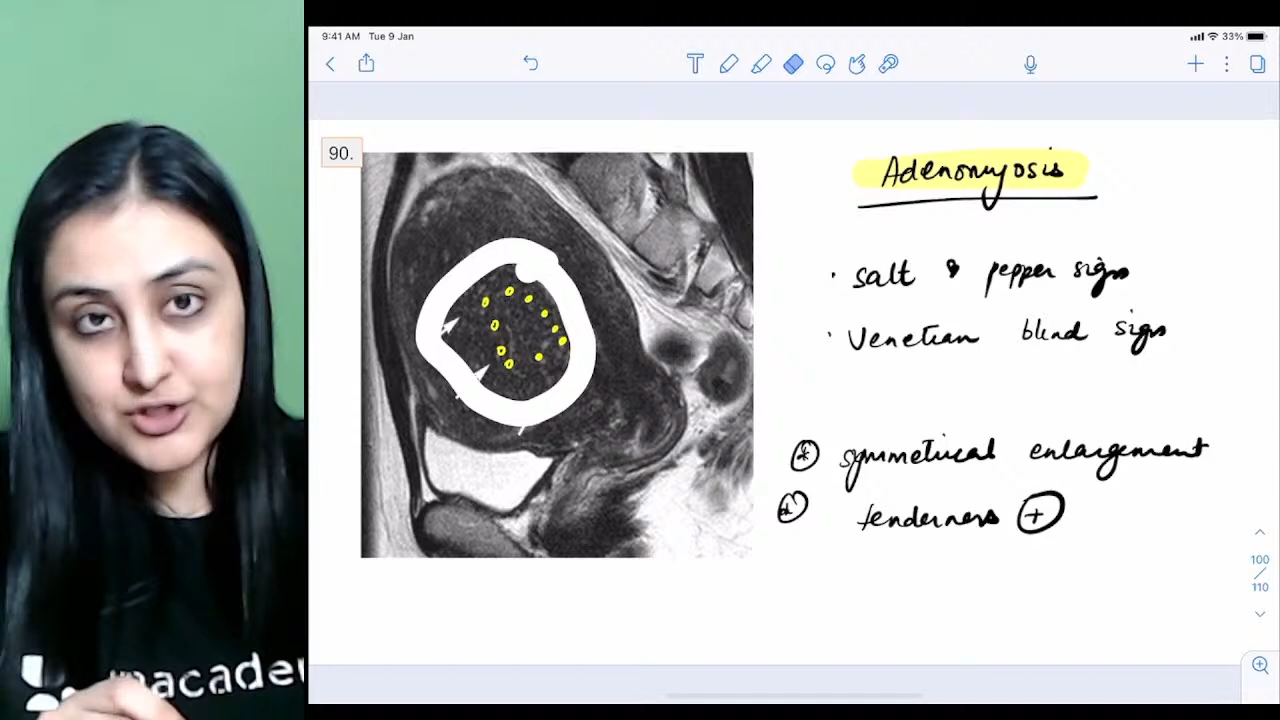 9:41 AM Tue 9 Jan
33%
90.
Adenomyosis
· salt & pepper sign
· Venetian blind sign
symmetrical enlargement
tenderness +
100
/
110
unacade